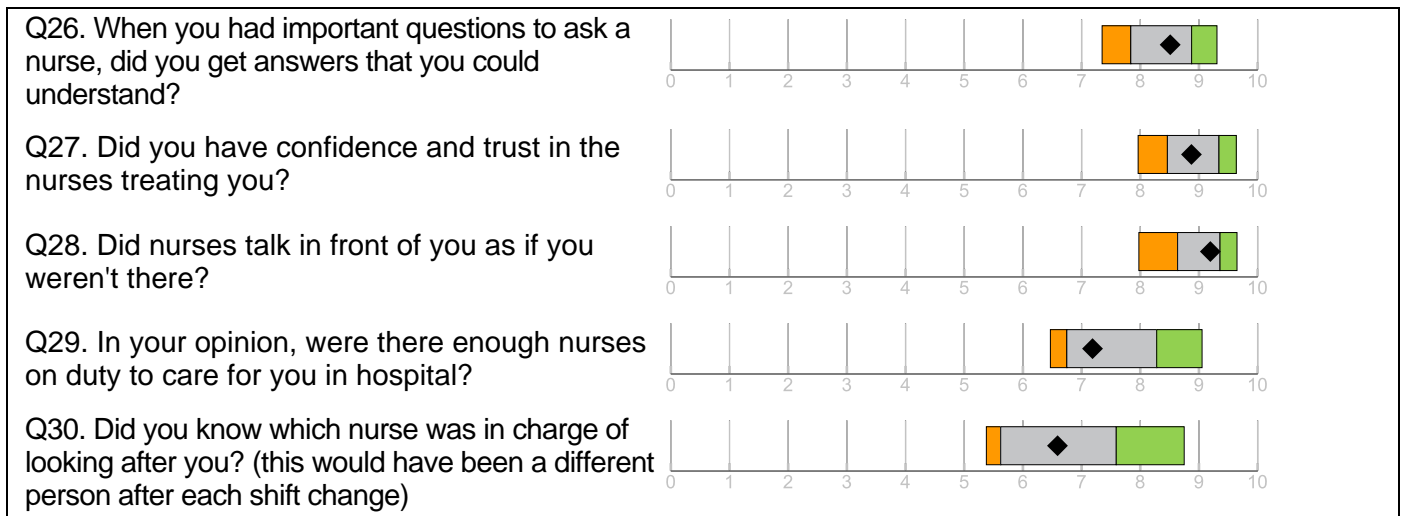 Q26. When you had important questions to ask a
nurse, did you get answers that you could
understand?
0 1 2 3 4 5 6 7 8 9 10
Q27. Did you have confidence and trust in the
nurses treating you?
0 1 2 3 4 5 6 7 8 9 10
Q28. Did nurses talk in front of you as if you
weren't there?
0 1 2 3 4 5 6 7 8 9 10
Q29. In your opinion, were there enough nurses
on duty to care for you in hospital?
0 1 2 3 4 5 6 7 8 9 10
Q30. Did you know which nurse was in charge of
looking after you? (this would have been a different
person after each shift change)
0 1 2 3 4 5 6 7 8 9 10